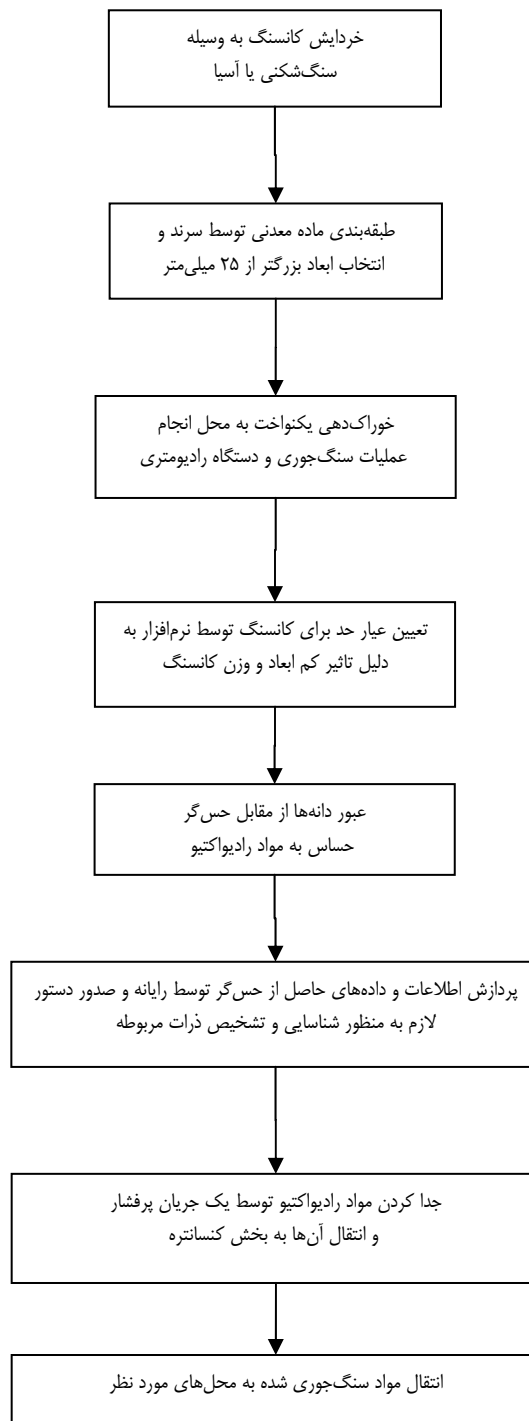 خردایش کانسنگ به وسیله
سنگ‌شکنی یا آسیا
طبقه‌بندی ماده معدنی توسط سرند و
انتخاب ابعاد بزرگتر از ۲۵ میلی‌متر
خوراک‌دهی یکنواخت به محل انجام
عملیات سنگ‌جوری و دستگاه رادیومتری
تعیین عیار حد برای کانسنگ توسط نرم‌افزار به
دلیل تاثیر کم ابعاد و وزن کانسنگ
عبور دانه‌ها از مقابل حس‌گر
حساس به مواد رادیواکتیو
پردازش اطلاعات و داده‌های حاصل از حس‌گر توسط رایانه و صدور دستور
لازم به منظور شناسایی و تشخیص ذرات مربوطه
جدا کردن مواد رادیواکتیو توسط یک جریان پرفشار
و انتقال آن‌ها به بخش کنسانتره
انتقال مواد سنگ‌جوری شده به محل‌های مورد نظر